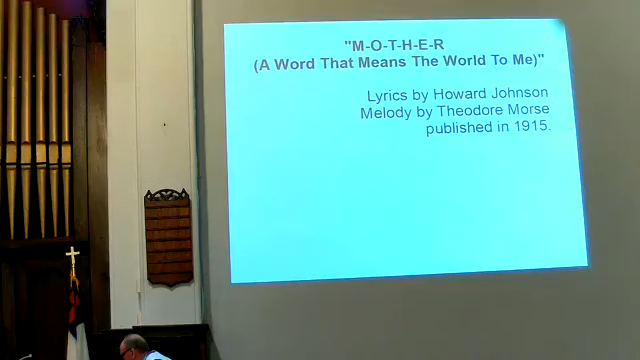 "M-O-T-H-E-R
(A Word That Means The World To Me)"
Lyrics by Howard Johnson
Melody by Theodore Morse
published in 1915.